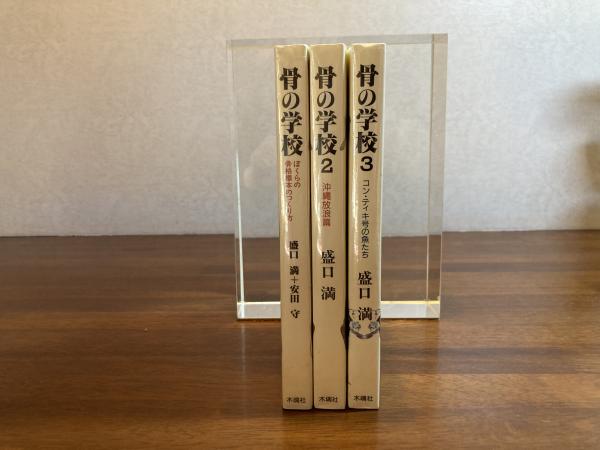 骨の学校
ぼくらの
骨格標本のつくり方
盛口 満+安田 守
木魂社
骨の学校2
沖縄放浪篇
盛口 満
木魂社
骨の学校3
コン・ティキ号の魚たち
盛口 満
木魂社